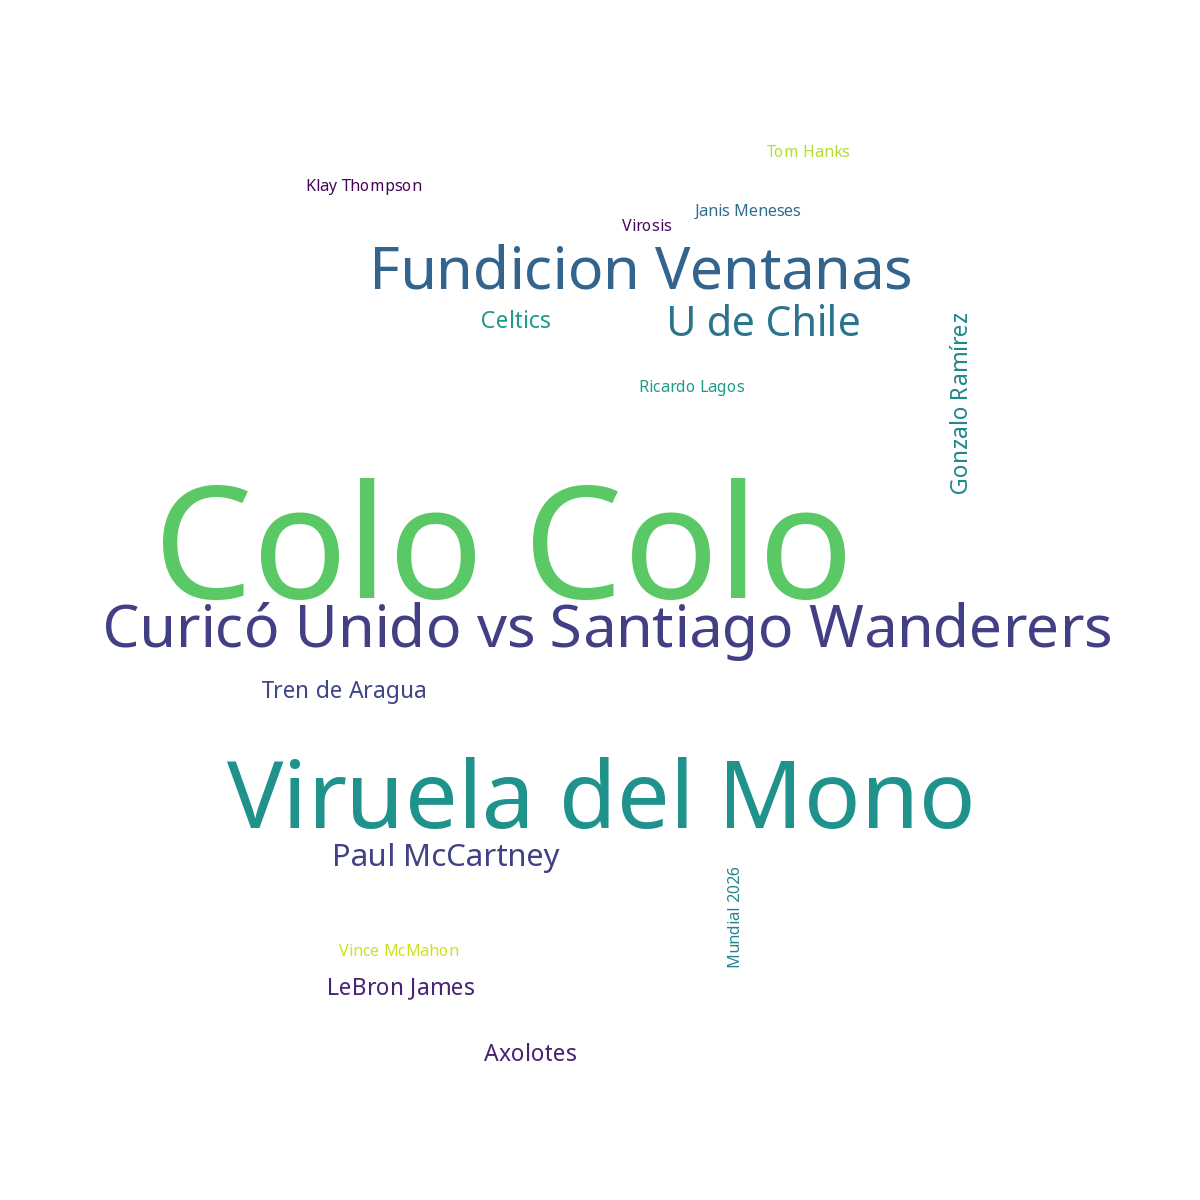 Tom Hanks
Klay Thompson
Janis Meneses
Virosis
Fundicion Ventanas
Celtics
U de Chile
Gonzalo Ramírez
Ricardo Lagos
Colo Colo
Curicó Unido vs Santiago Wanderers
Tren de Aragua
Viruela del Mono
Paul McCartney
Mundial 2026
Vince McMahon
LeBron James
Axolotes